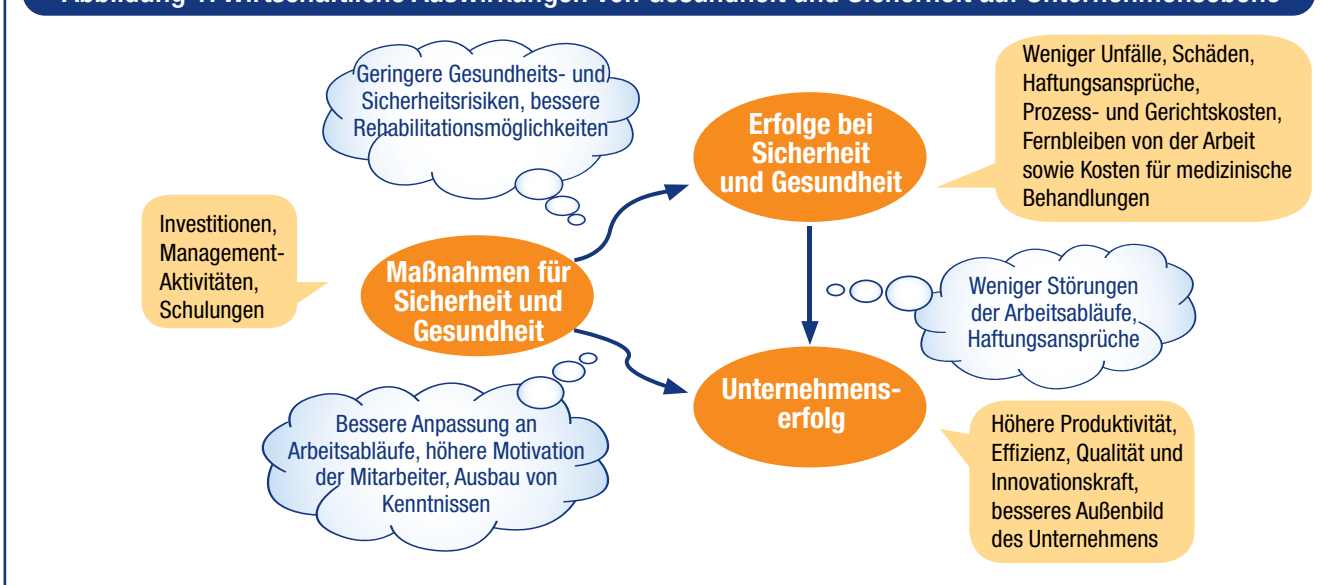 Abbildung 1: Wirtschaftliche Auswirkungen von Gesundheit und Sicherheit auf Unternehmensebene
Geringere Gesundheits- und
Sicherheitsrisiken, bessere
Rehabilitationsmöglichkeiten
Erfolge bei
Sicherheit
und Gesundheit
Weniger Unfälle, Schäden,
Haftungsansprüche,
Prozess- und Gerichtskosten,
Fernbleiben von der Arbeit
sowie Kosten für medizinische
Behandlungen
Investitionen,
Management-
Aktivitäten,
Schulungen
Maßnahmen für
Sicherheit und
Gesundheit
Weniger Störungen
der Arbeitsabläufe,
Haftungsansprüche
Bessere Anpassung an
Arbeitsabläufe, höhere Motivation
der Mitarbeiter, Ausbau von
Kenntnissen
Unternehmens-
erfolg
Höhere Produktivität,
Effizienz, Qualität und
Innovationskraft,
besseres Außenbild
des Unternehmens